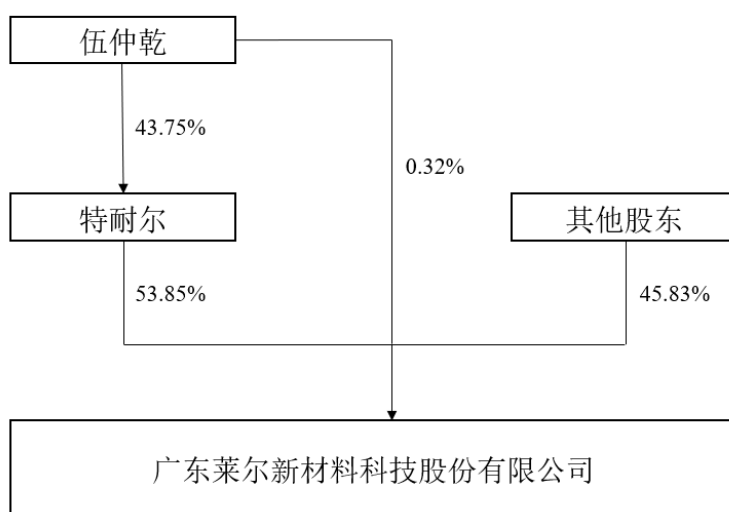 伍仲乾
43.75%
0.32%
特耐尔
其他股东
53.85%
45.83%
广东莱尔新材料科技股份有限公司